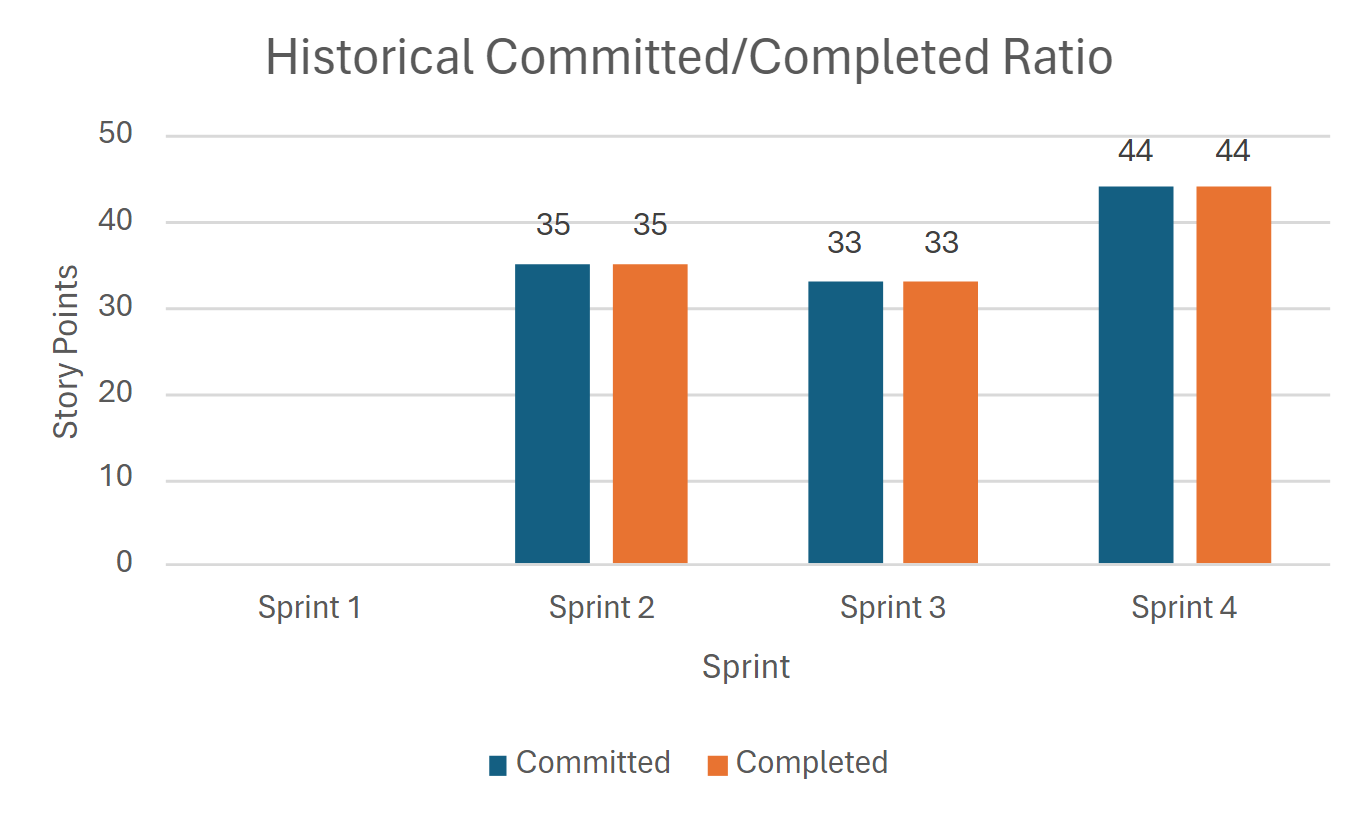 Historical Committed/Completed Ratio
50
44 44
40
35 35
33 33
30
20
10
0
Story Points
Sprint 1 Sprint 2 Sprint 3 Sprint 4
Sprint
Committed Completed